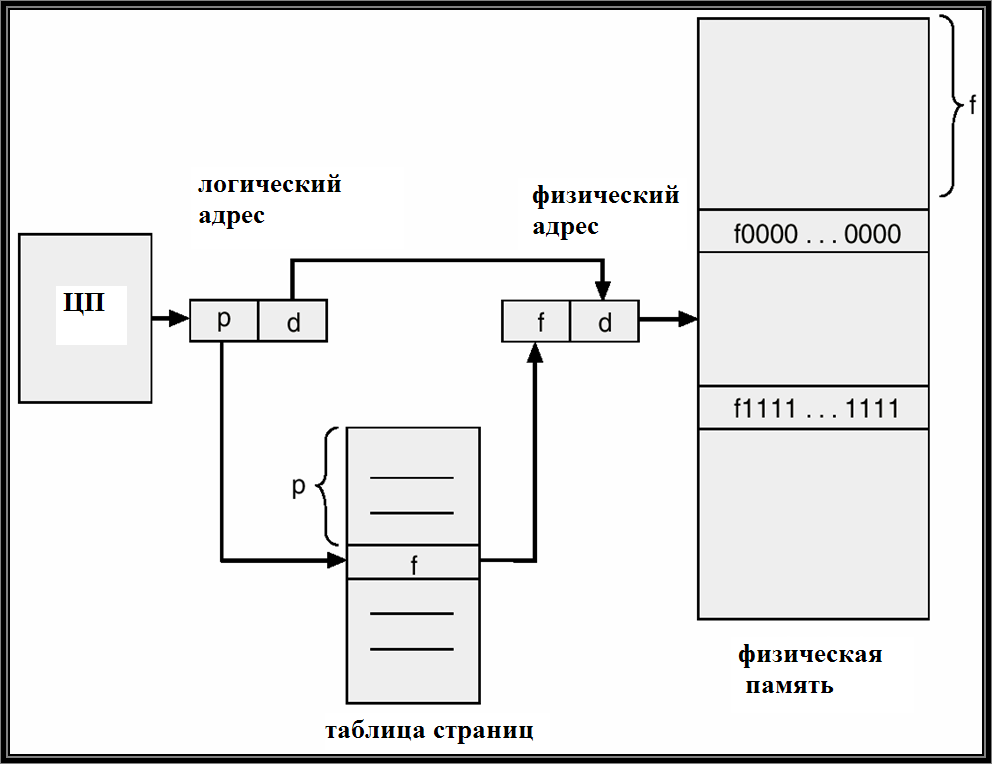 f
логический
адрес
физический
адрес
f0000 . . . 0000
ЦП
p
d
f
d
f1111 . . . 1111
p
f
физическая
память
таблица страниц